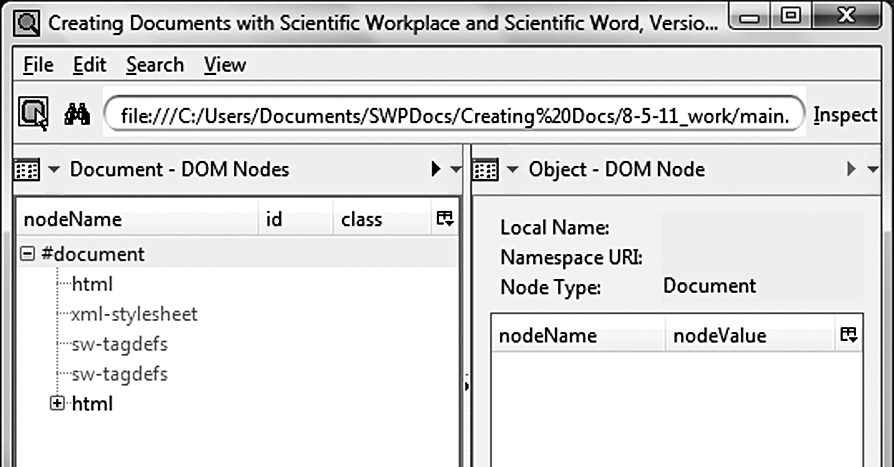 Creating Documents with Scientific Workplace and Scientific Word, Versio...
File Edit Search View
file:///C:/Users/Documents/SWPDocs/Creating%20Docs/8-5-11_work/main. Inspect
Document - DOM Nodes
nodeName id class
#document
html
xml-stylesheet
sw-tagdefs
sw-tagdefs
html
Object - DOM Node
Local Name:
Namespace URI:
Node Type: Document
nodeName nodeValue